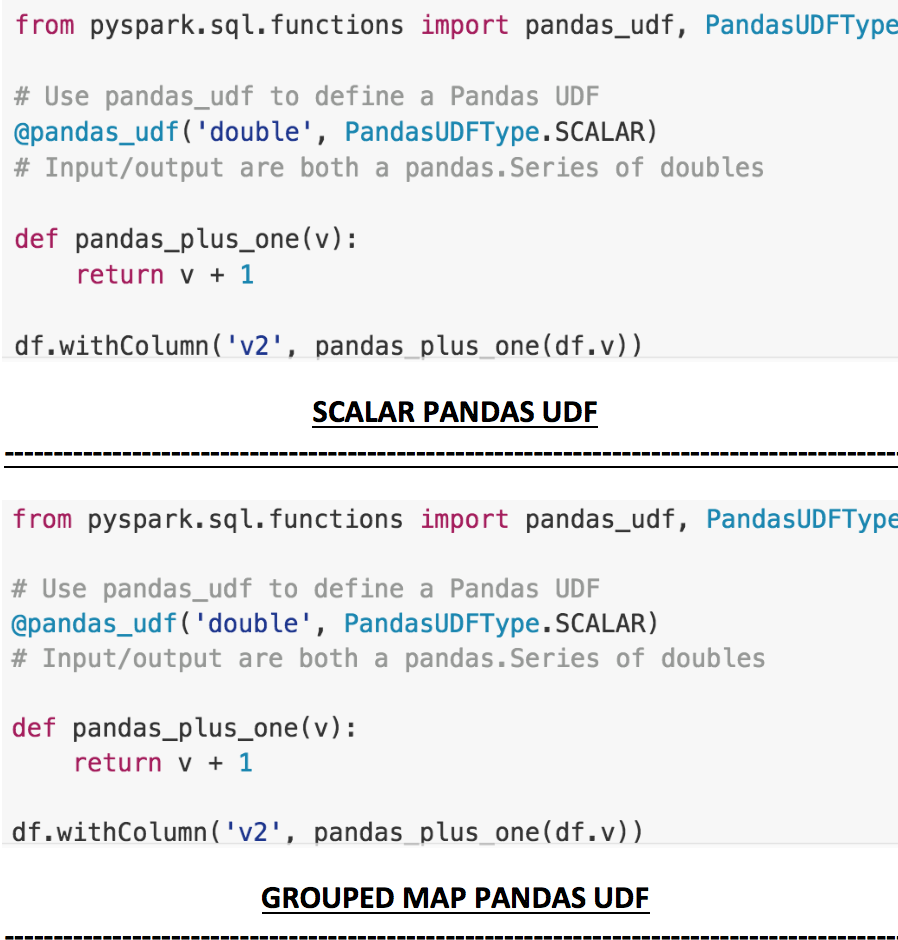 from pyspark.sql.functions import pandas_udf, PandasUDFType
# Use pandas_udf to define a Pandas UDF
@pandas_udf('double', PandasUDFType.SCALAR)
# Input/output are both a pandas.Series of doubles
def pandas_plus_one(v):
    return v + 1
df.withColumn('v2', pandas_plus_one(df.v))
SCALAR PANDAS UDF
from pyspark.sql.functions import pandas_udf, PandasUDFType
# Use pandas_udf to define a Pandas UDF
@pandas_udf('double', PandasUDFType.SCALAR)
# Input/output are both a pandas.Series of doubles
def pandas_plus_one(v):
    return v + 1
df.withColumn('v2', pandas_plus_one(df.v))
GROUPED MAP PANDAS UDF